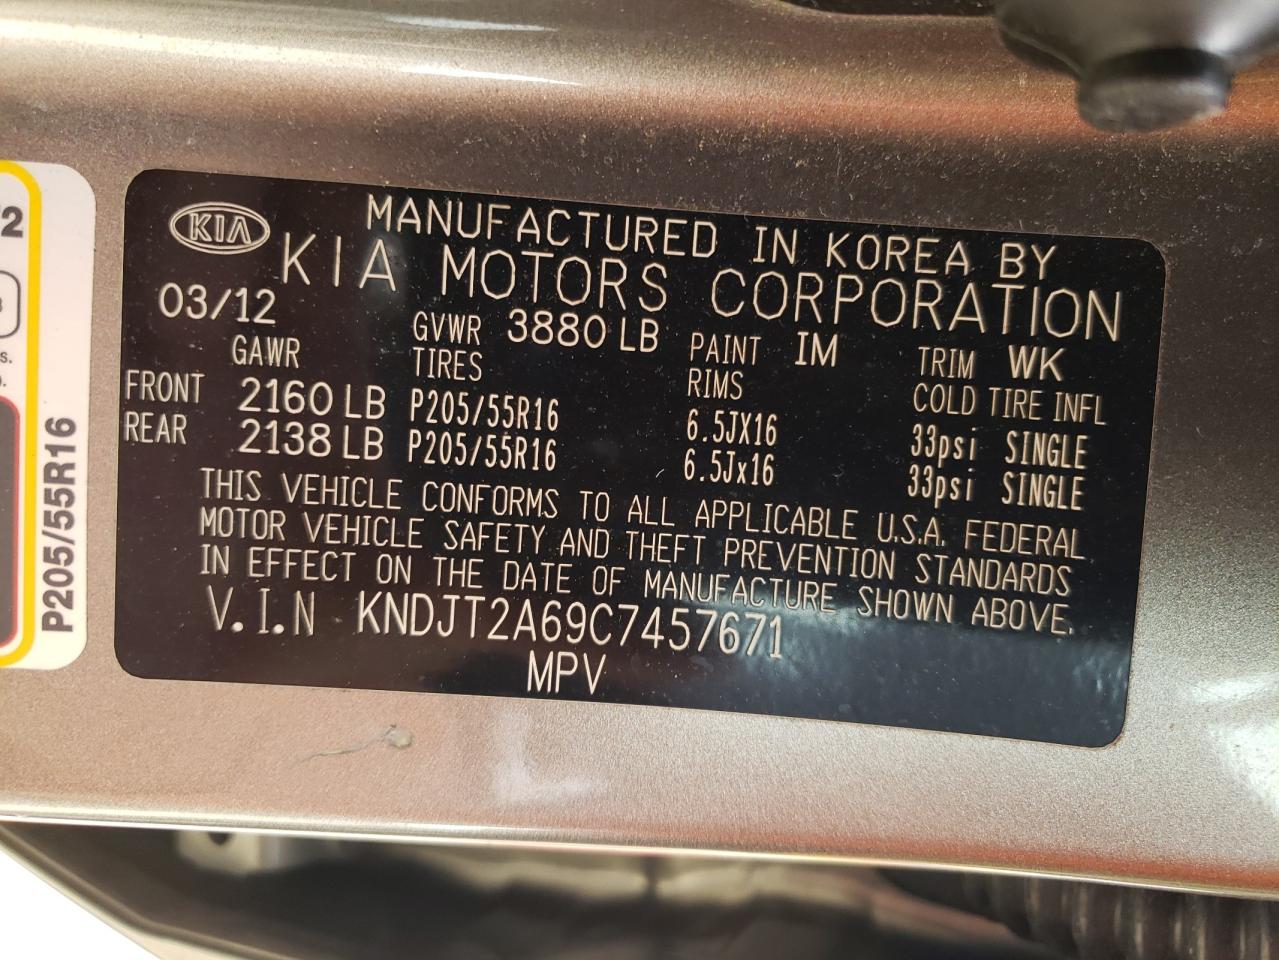 KIA
MANUFACTURED IN KOREA BY
KIA MOTORS CORPORATION
03/12
GVWR 3880 LB PAINT IM TRIM WK
GAWR TIRES RIMS COLD TIRE INFL
FRONT 2160 LB P205/55R16 6.5JX16 33psi SINGLE
REAR 2138 LB P205/55R16 6.5Jx16 33psi SINGLE
THIS VEHICLE CONFORMS TO ALL APPLICABLE U.S.A. FEDERAL
MOTOR VEHICLE SAFETY AND THEFT PREVENTION STANDARDS
IN EFFECT ON THE DATE OF MANUFACTURE SHOWN ABOVE.
V.I.N KNDJT2A69C7457671
MPV
P205/55R16